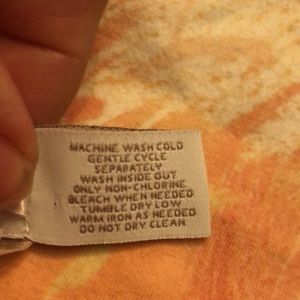 MACHINE WASH COLD
GENTLE CYCLE
SEPARATELY
WASH INSIDE OUT
ONLY NON-CHLORINE
BLEACH WHEN NEEDED
TUMBLE DRY LOW
WARM IRON AS NEEDED
DO NOT DRY CLEAN